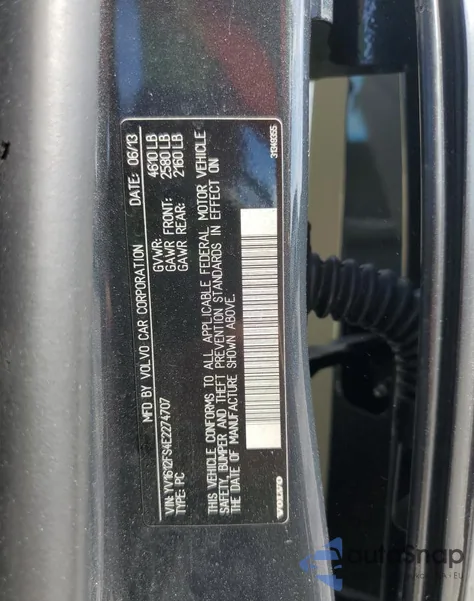 MFD BY VOLVO CAR CORPORATION DATE: 06/13
GVWR: 4610 LB
GAWR FRONT: 2580 LB
GAWR REAR: 2160 LB
THIS VEHICLE CONFORMS TO ALL APPLICABLE FEDERAL MOTOR VEHICLE
SAFETY, BUMPER AND THEFT PREVENTION STANDARDS IN EFFECT ON
THE DATE OF MANUFACTURE SHOWN ABOVE.
VIN: YV1612FS4E2274707
TYPE: PC
VOLVO
31349355
autoSnap